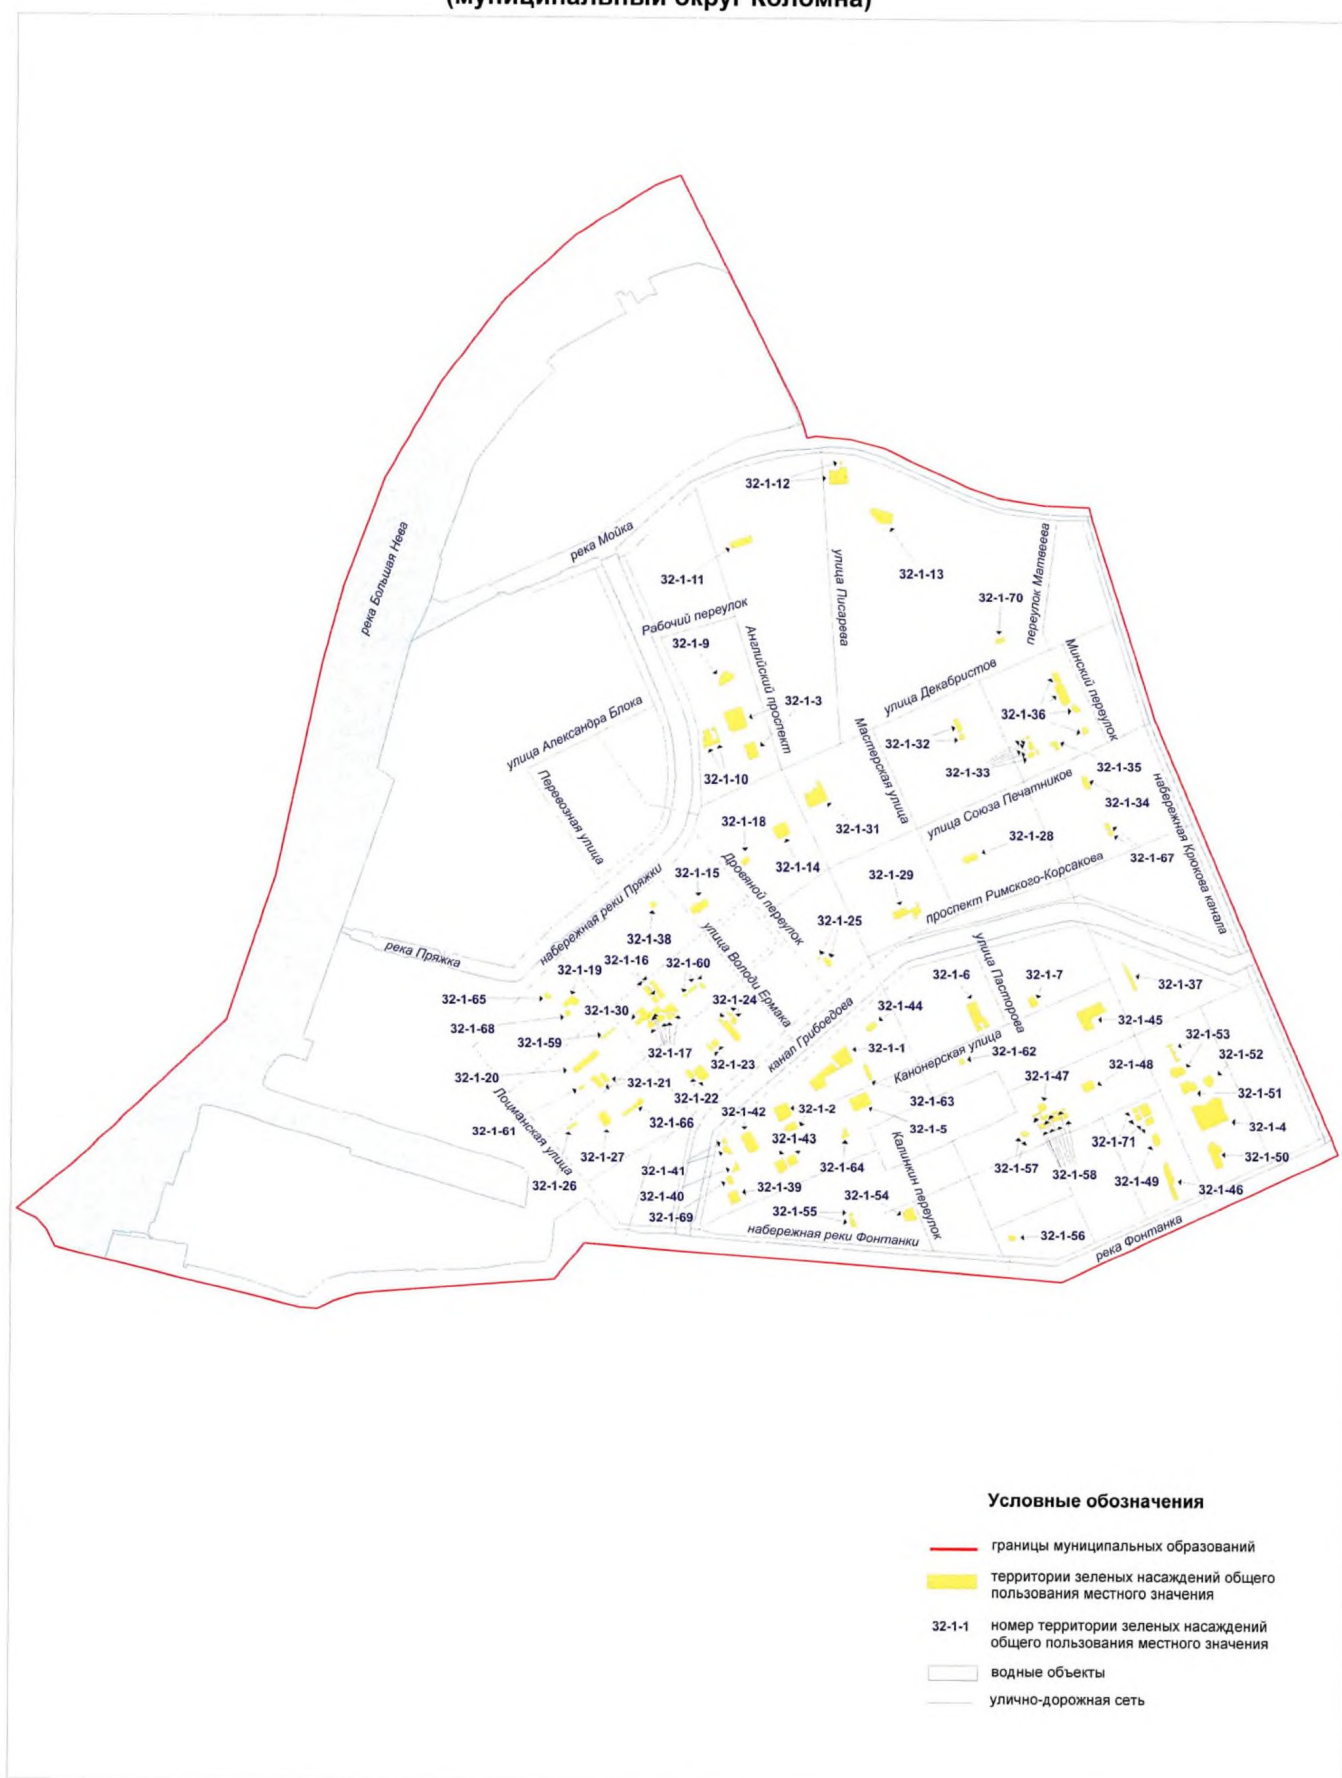 (муниципальный округ Коломна)
32-1-12
река Мойка
32-1-11
32-1-13
улица Писарева
переулок Матвеева
река Большая Нева
32-1-70
Рабочий переулок
32-1-9
Английский проспект
Минский переулок
улица Декабристов
32-1-3
32-1-36
улица Александра Блока
32-1-32
Мастерская улица
32-1-10
32-1-33
32-1-35
Перевозная улица
32-1-34
набережная Крюкова канала
32-1-18
32-1-31
улица Союза Печатников
32-1-28
32-1-67
32-1-14
32-1-15
Дровяной переулок
32-1-29
проспект Римского-Корсакова
набережная реки Пряжки
32-1-25
32-1-38
улица Володи Ермака
река Пряжка
32-1-16
32-1-60
32-1-19
32-1-6
улица Пасторова
32-1-7
32-1-37
32-1-65
32-1-24
32-1-44
32-1-30
канал Грибоедова
32-1-68
32-1-45
32-1-59
32-1-53
32-1-17
32-1-1
Канонерская улица
32-1-62
32-1-52
32-1-23
32-1-48
32-1-20
32-1-21
32-1-47
32-1-51
32-1-22
32-1-63
Лоцманская улица
32-1-42
32-1-2
32-1-66
32-1-4
32-1-61
32-1-5
32-1-43
32-1-71
32-1-27
32-1-50
32-1-41
32-1-64
Калинкин переулок
32-1-57
32-1-58
32-1-49
32-1-26
32-1-39
32-1-46
32-1-40
32-1-54
32-1-55
32-1-69
набережная реки Фонтанки
32-1-56
река Фонтанка
Условные обозначения
границы муниципальных образований
территории зеленых насаждений общего
пользования местного значения
32-1-1
номер территории зеленых насаждений
общего пользования местного значения
водные объекты
улично-дорожная сеть